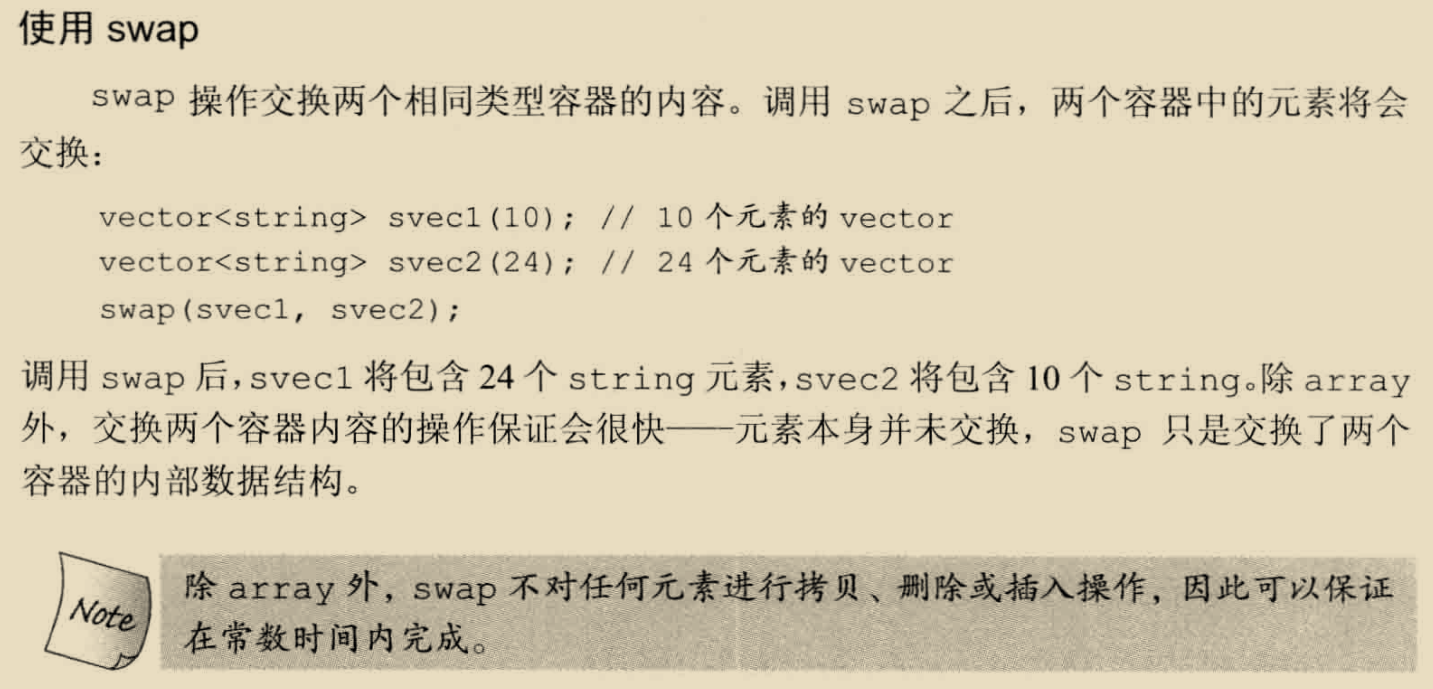 使用 swap
swap 操作交换两个相同类型容器的内容。调用 swap 之后，两个容器中的元素将会
交换：
vector<string> svec1(10); // 10 个元素的 vector
vector<string> svec2(24); // 24 个元素的 vector
swap(svec1, svec2);
调用 swap 后，svec1 将包含 24 个 string 元素，svec2 将包含 10 个 string。除 array
外，交换两个容器内容的操作保证会很快——元素本身并未交换，swap 只是交换了两个
容器的内部数据结构。
Note
除 array 外，swap 不对任何元素进行拷贝、删除或插入操作，因此可以保证
在常数时间内完成。